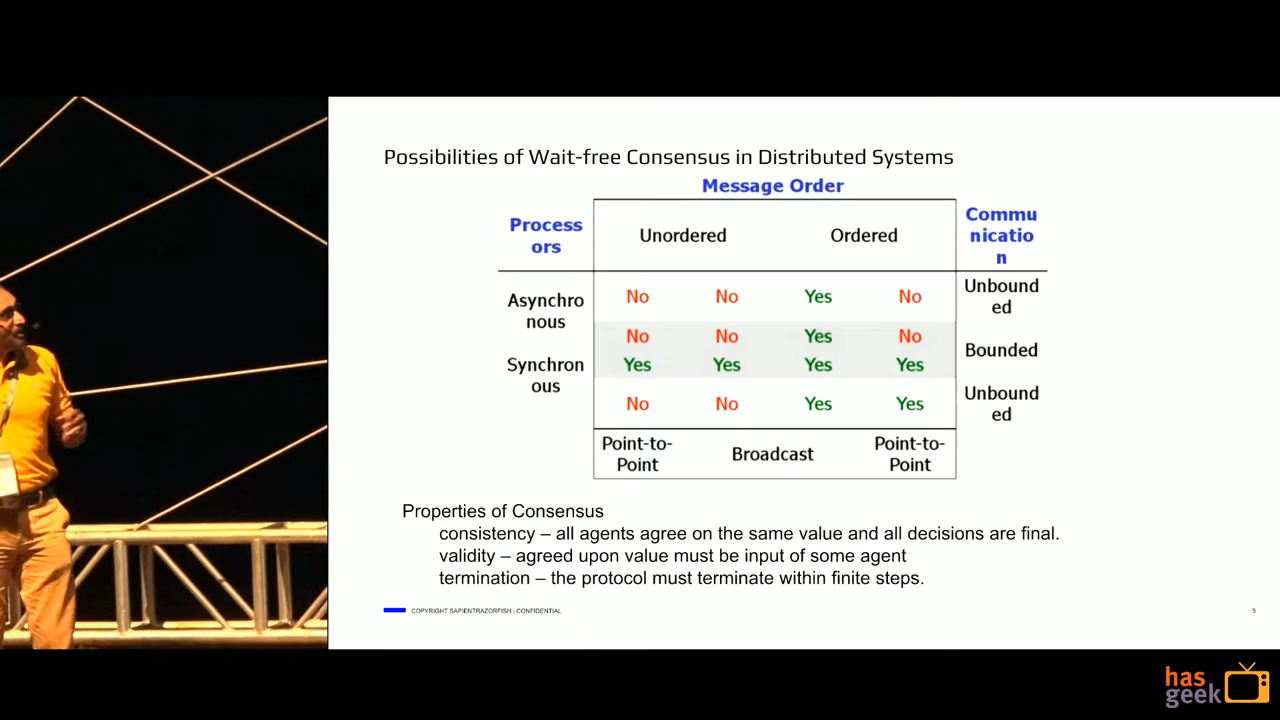 Possibilities of Wait-free Consensus in Distributed Systems
Message Order
Process
ors
Unordered
Ordered
Commu
nicatio
n
Asynchro
nous
No No Yes No
Unbound
ed
No No Yes No
Bounded
Synchron
ous
Yes Yes Yes Yes
No No Yes Yes
Unbound
ed
Point-to-
Point
Broadcast
Point-to-
Point
Properties of Consensus
consistency – all agents agree on the same value and all decisions are final.
validity – agreed upon value must be input of some agent
termination – the protocol must terminate within finite steps.
COPYRIGHT SAPIENTRAZORFISH | CONFIDENTIAL
5
has
geek